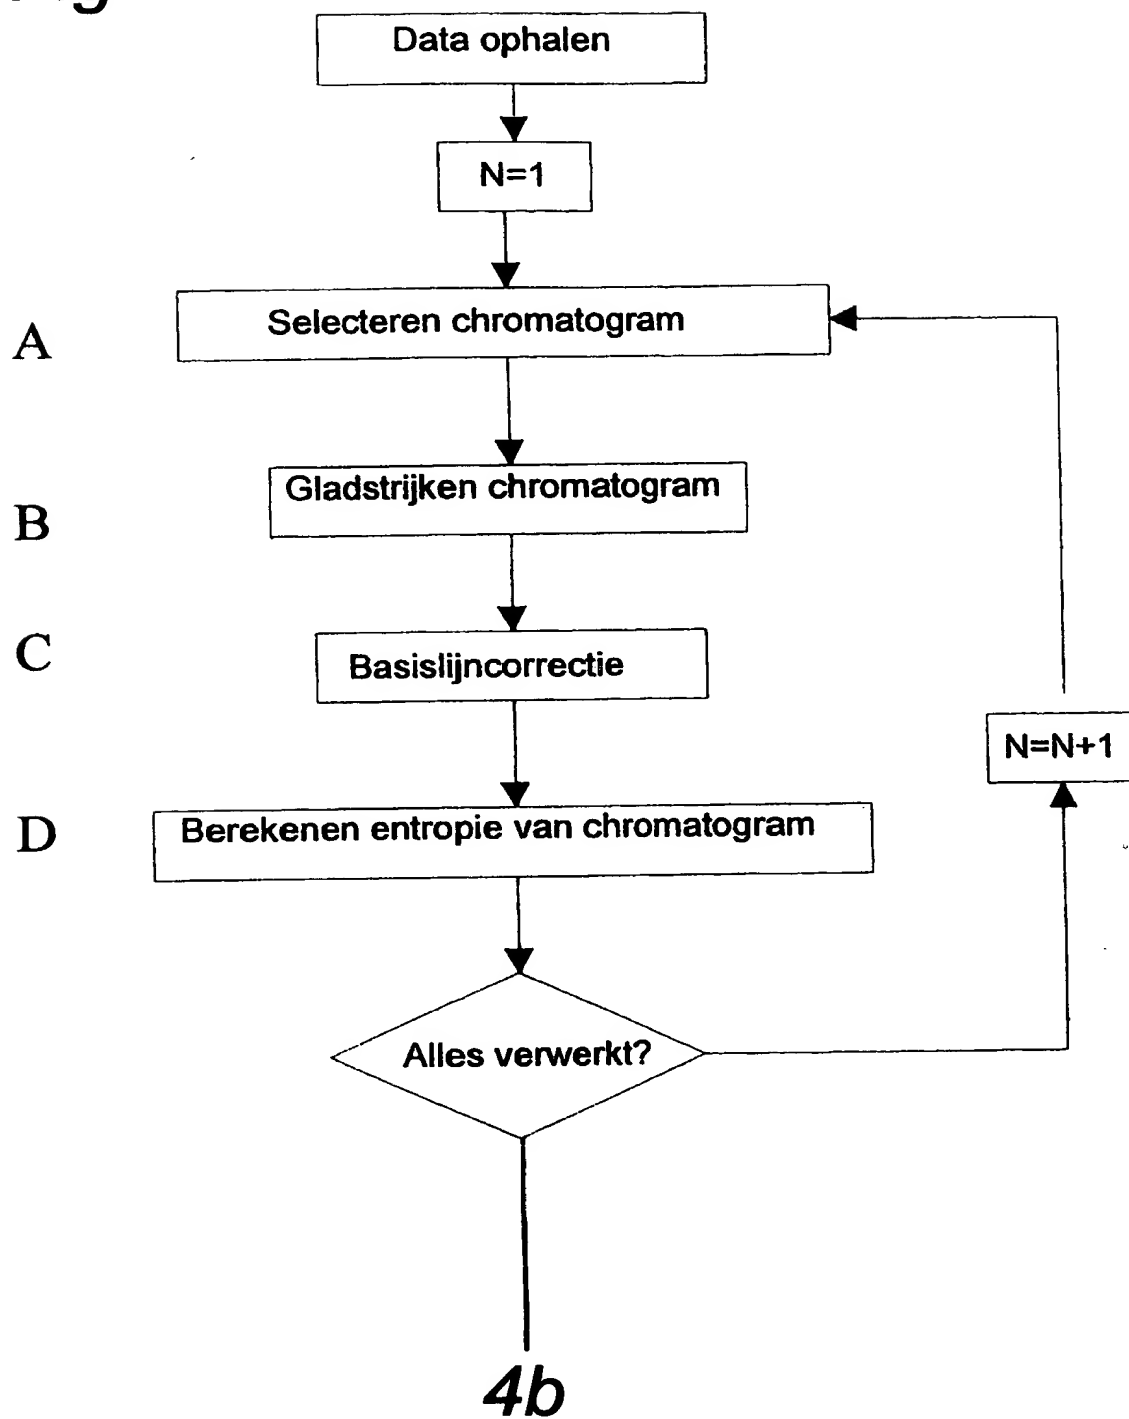 Data ophalen
N=1
A
Selecteren chromatogram
B
Gladstrijken chromatogram
C
Basislijncorrectie
N=N+1
D
Berekenen entropie van chromatogram
Alles verwerkt?
4b